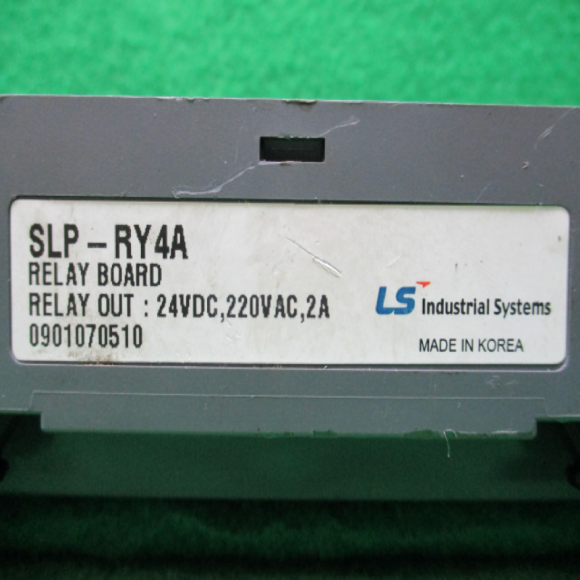 SLP-RY4A
RELAY BOARD
RELAY OUT : 24VDC,220VAC,2A
0901070510
LS Industrial Systems
MADE IN KOREA